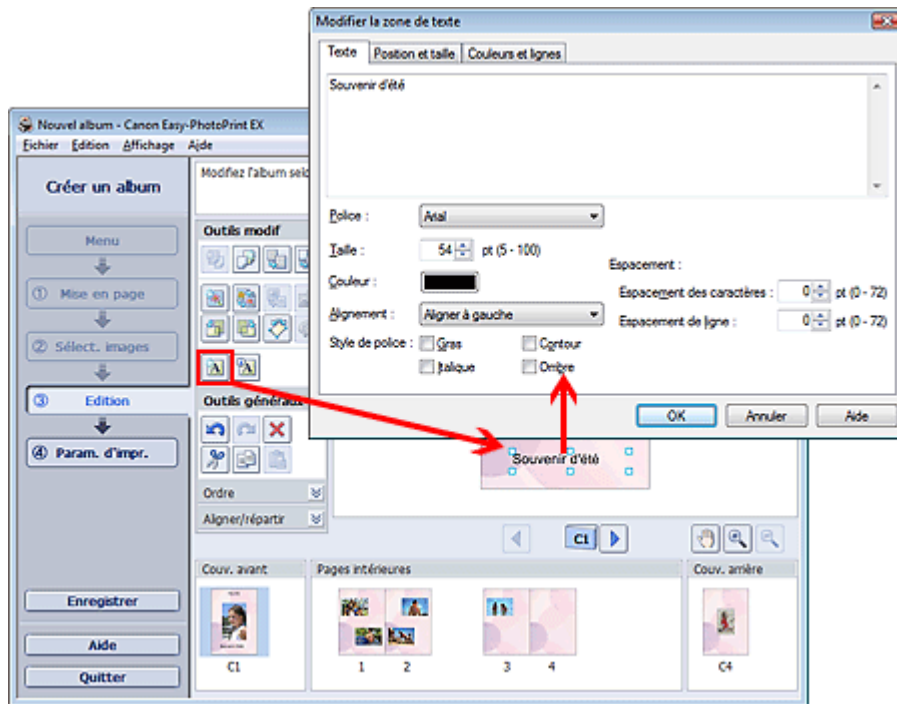 Modifier la zone de texte
Texte
Position et taille
Couleurs et lignes
Souvenir d'été
Police :
Arial
Taille :
54
pt (5 - 100)
Couleur :
Alignement :
Aligner à gauche
Style de police :
Gras
Contour
Italique
Ombre
Espacement :
Espacement des caractères :
0
pt (0 - 72)
Espacement de ligne :
0
pt (0 - 72)
OK
Annuler
Aide
Nouvel album - Canon Easy-PhotoPrint EX
Fichier Edition Affichage Aide
Créer un album
Menu
① Mise en page
② Sélect. images
③ Edition
④ Param. d'impr.
Enregistrer
Aide
Quitter
Modifiez l'album
Outils modif
A
A
Outils généraux
Ordre
Aligner/répartir
Souvenir d'été
C1
Couv. avant
Pages intérieures
Couv. arrière
C1
1
2
3
4
C4